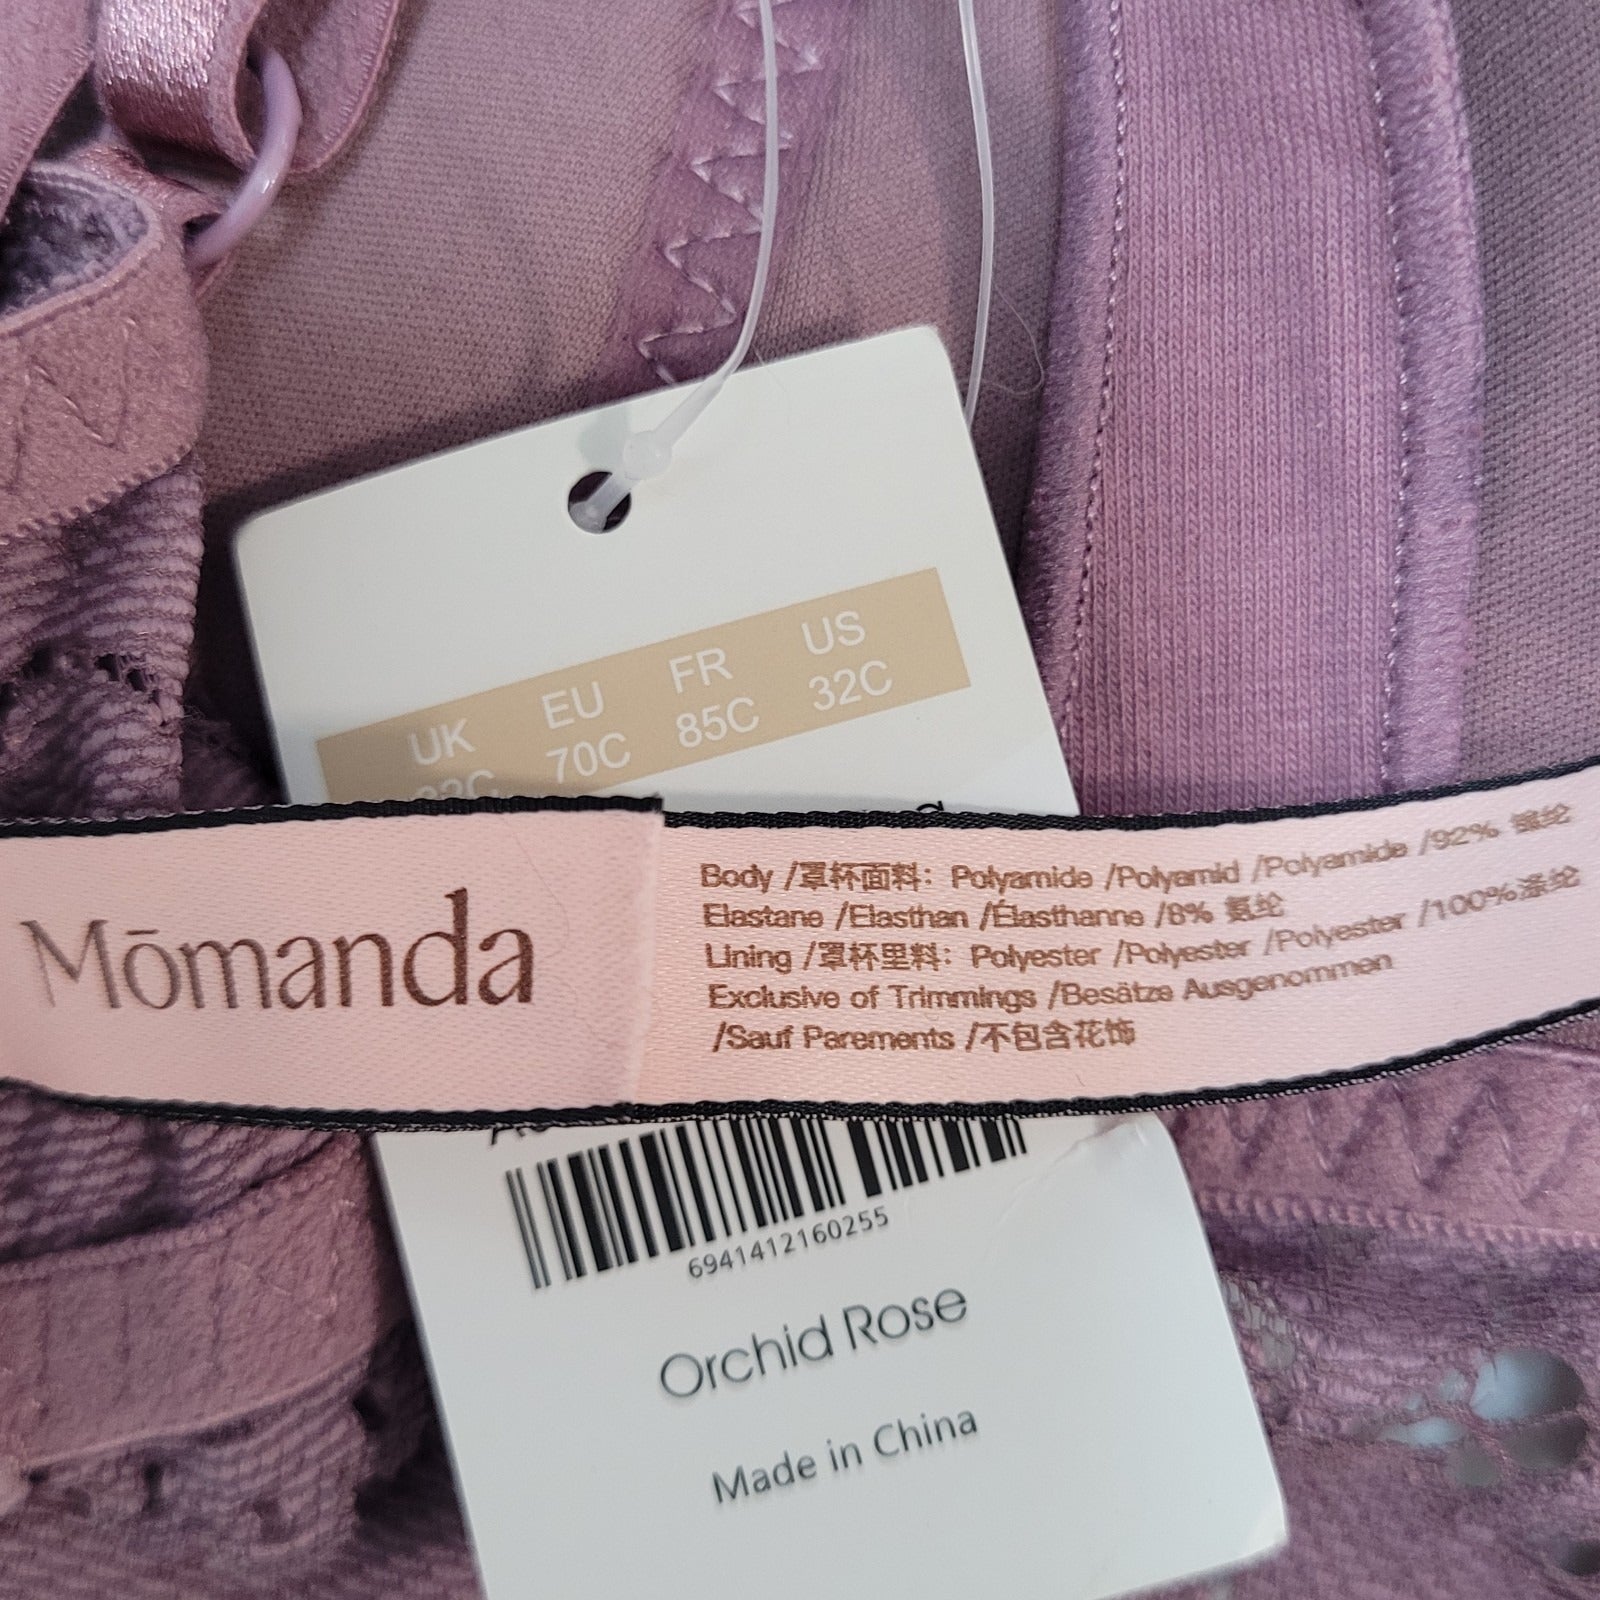 UK EU FR US
32C 70C 85C 32C
Mōmanda
Body /罩杯面料: Polyamide /Polyamid /Polyamide /92% 锦纶
Elastane /Elasthan /Élasthanne /8% 氨纶
Lining /罩杯里料: Polyester /Polyester /Polyester /100%涤纶
Exclusive of Trimmings /Besätze Ausgenommen
/Sauf Parements /不包含花饰
6941412160255
Orchid Rose
Made in China